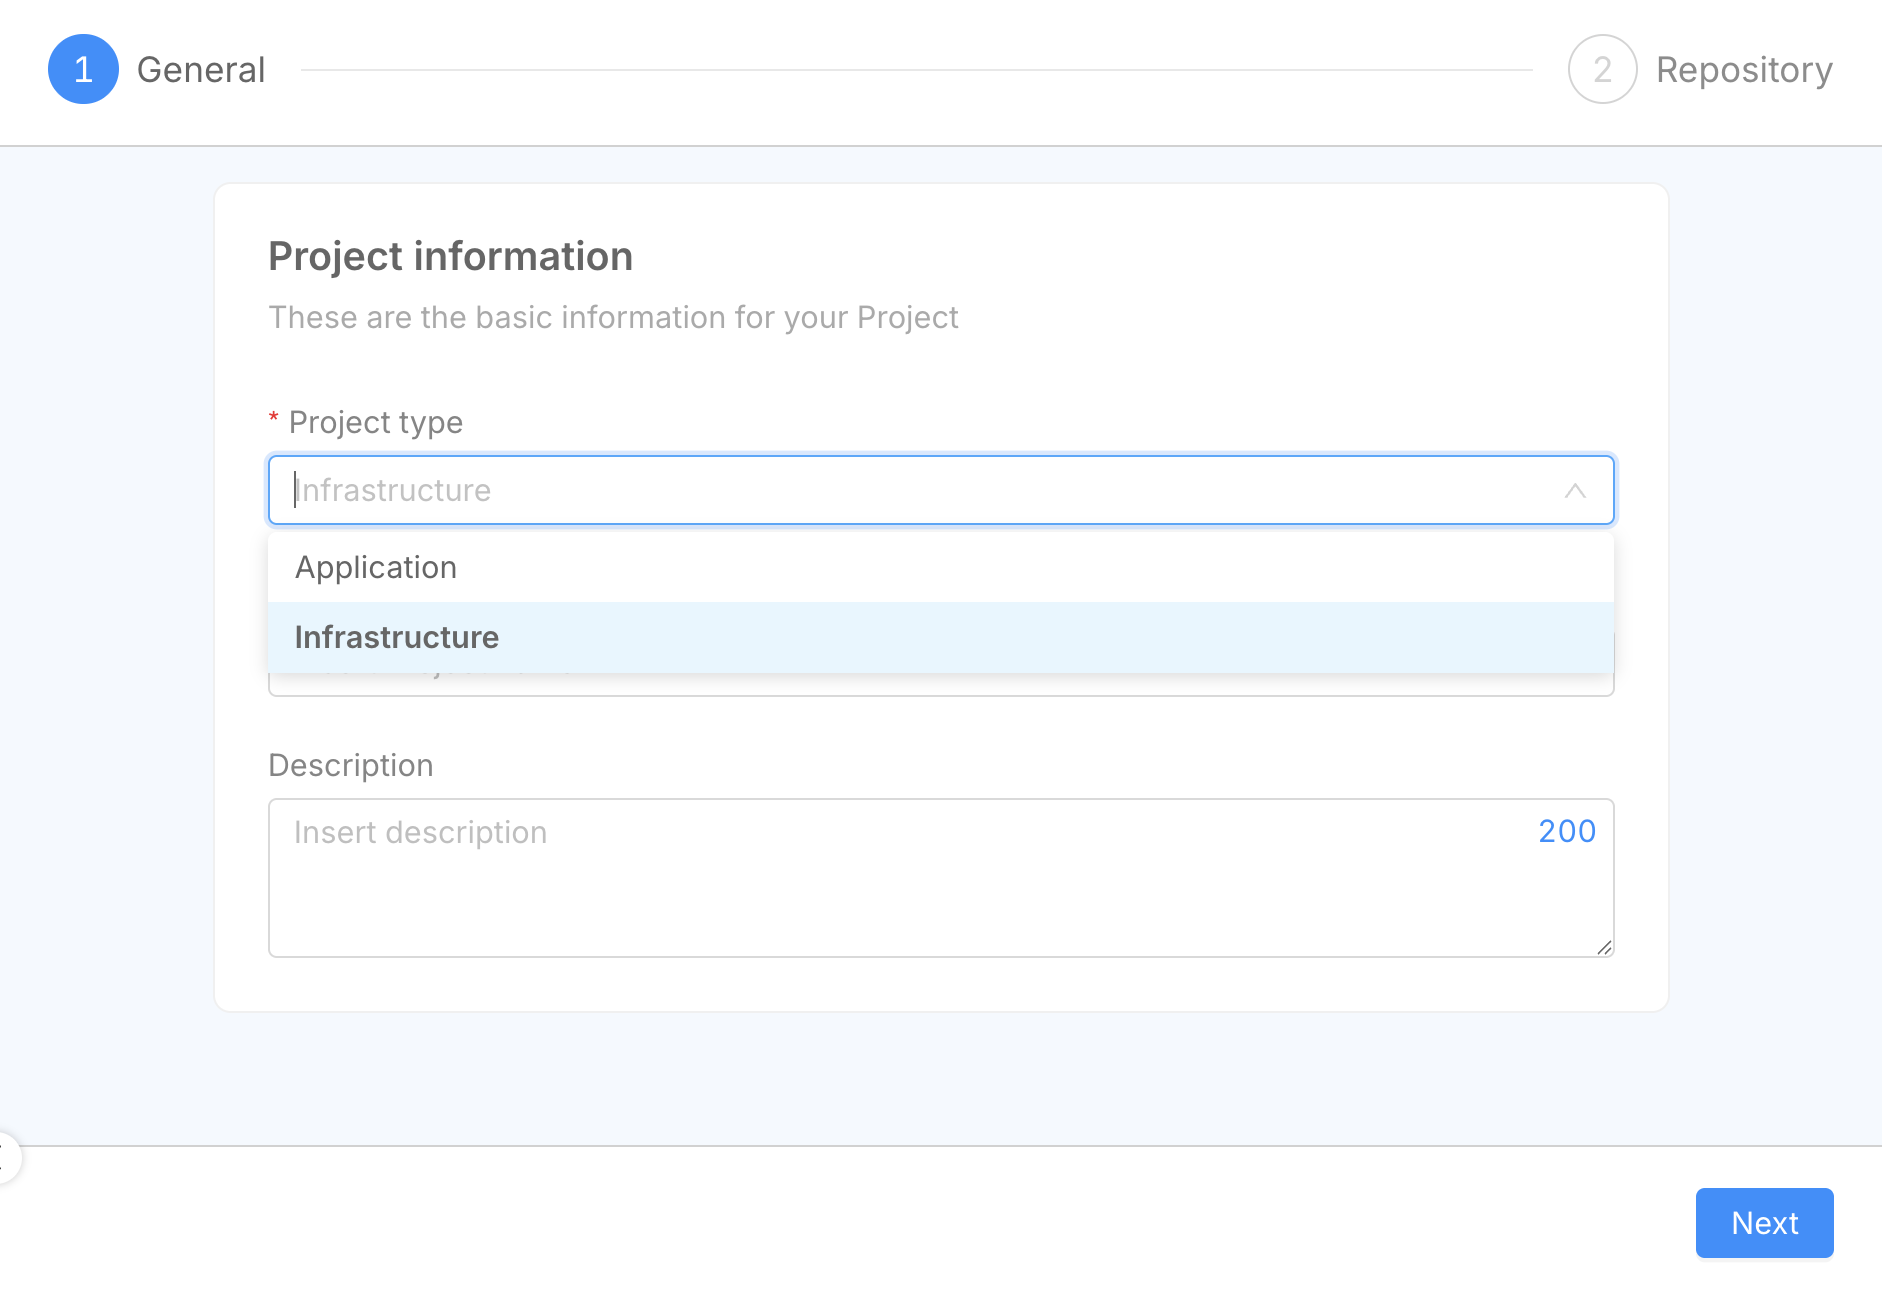 1 General
2 Repository
Project information
These are the basic information for your Project
* Project type
Infrastructure
Application
Infrastructure
Description
Insert description
200
Next